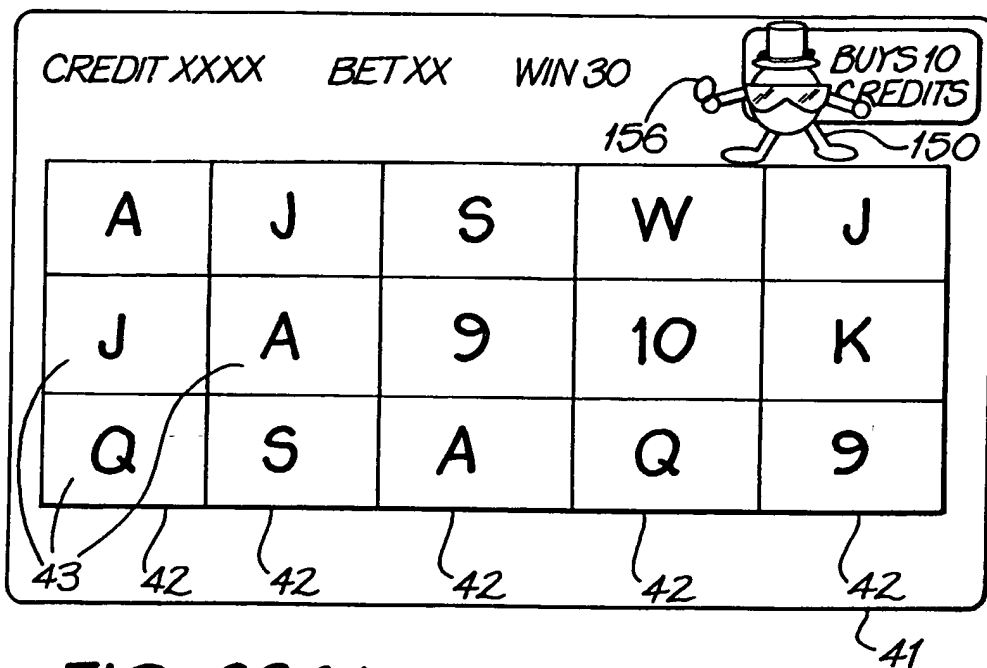 CREDIT XXXX BET XX WIN 30 BUYS 10
CREDITS
156
150
A J S W J
J A 9 10 K
Q S A Q 9
43 42 42 42 42 42
41